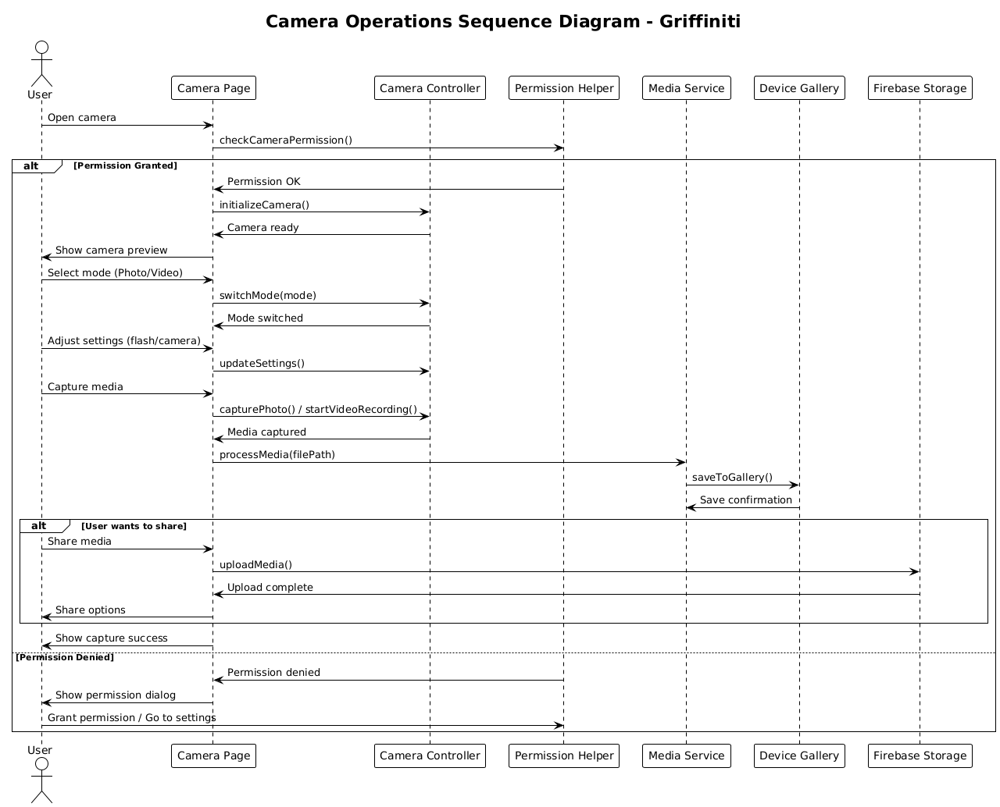 Camera Operations Sequence Diagram - Griffiniti
User
Camera Page
Camera Controller
Permission Helper
Media Service
Device Gallery
Firebase Storage
Open camera
checkCameraPermission()
alt
[Permission Granted]
Permission OK
initializeCamera()
Camera ready
Show camera preview
Select mode (Photo/Video)
switchMode(mode)
Mode switched
Adjust settings (flash/camera)
updateSettings()
Capture media
capturePhoto() / startVideoRecording()
Media captured
processMedia(filePath)
saveToGallery()
Save confirmation
alt
[User wants to share]
Share media
uploadMedia()
Upload complete
Share options
Show capture success
[Permission Denied]
Permission denied
Show permission dialog
Grant permission / Go to settings
User
Camera Page
Camera Controller
Permission Helper
Media Service
Device Gallery
Firebase Storage